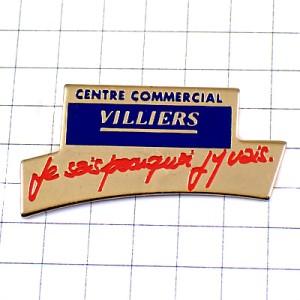 CENTRE COMMERCIAL
VILLIERS
Je sais pourquoi j'y vais.